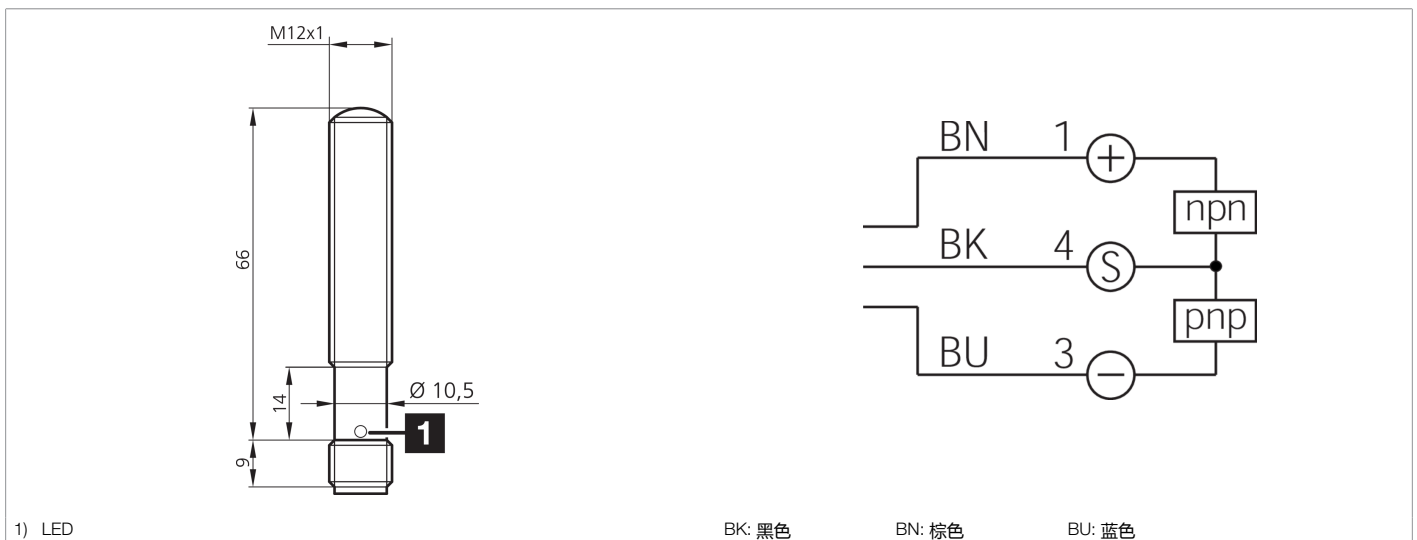 M12x1
66
14
Ø 10,5
1
9
BN 1 +
npn
BK 4 S
pnp
BU 3 −
1) LED
BK: 黑色 BN: 棕色 BU: 蓝色